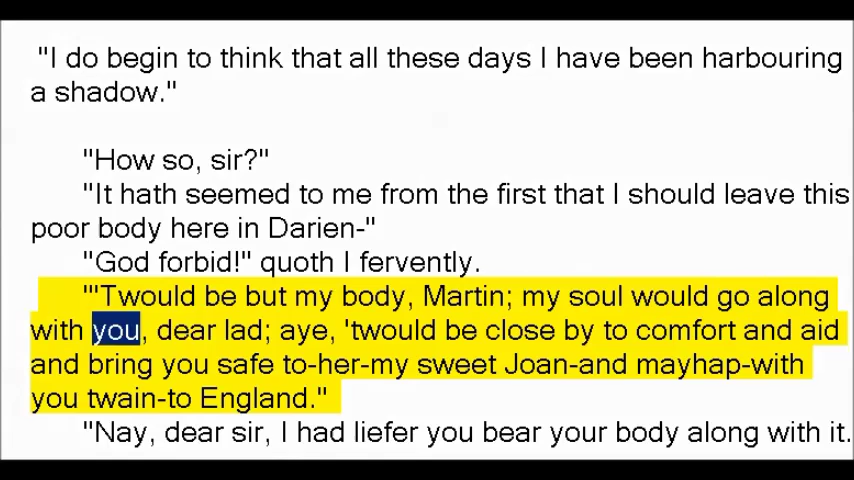 "I do begin to think that all these days I have been harbouring
a shadow."
"How so, sir?"
"It hath seemed to me from the first that I should leave this
poor body here in Darien-"
"God forbid!" quoth I fervently.
"'Twould be but my body, Martin; my soul would go along
with you, dear lad; aye, 'twould be close by to comfort and aid
and bring you safe to-her-my sweet Joan-and mayhap-with
you twain-to England."
"Nay, dear sir, I had liefer you bear your body along with it.